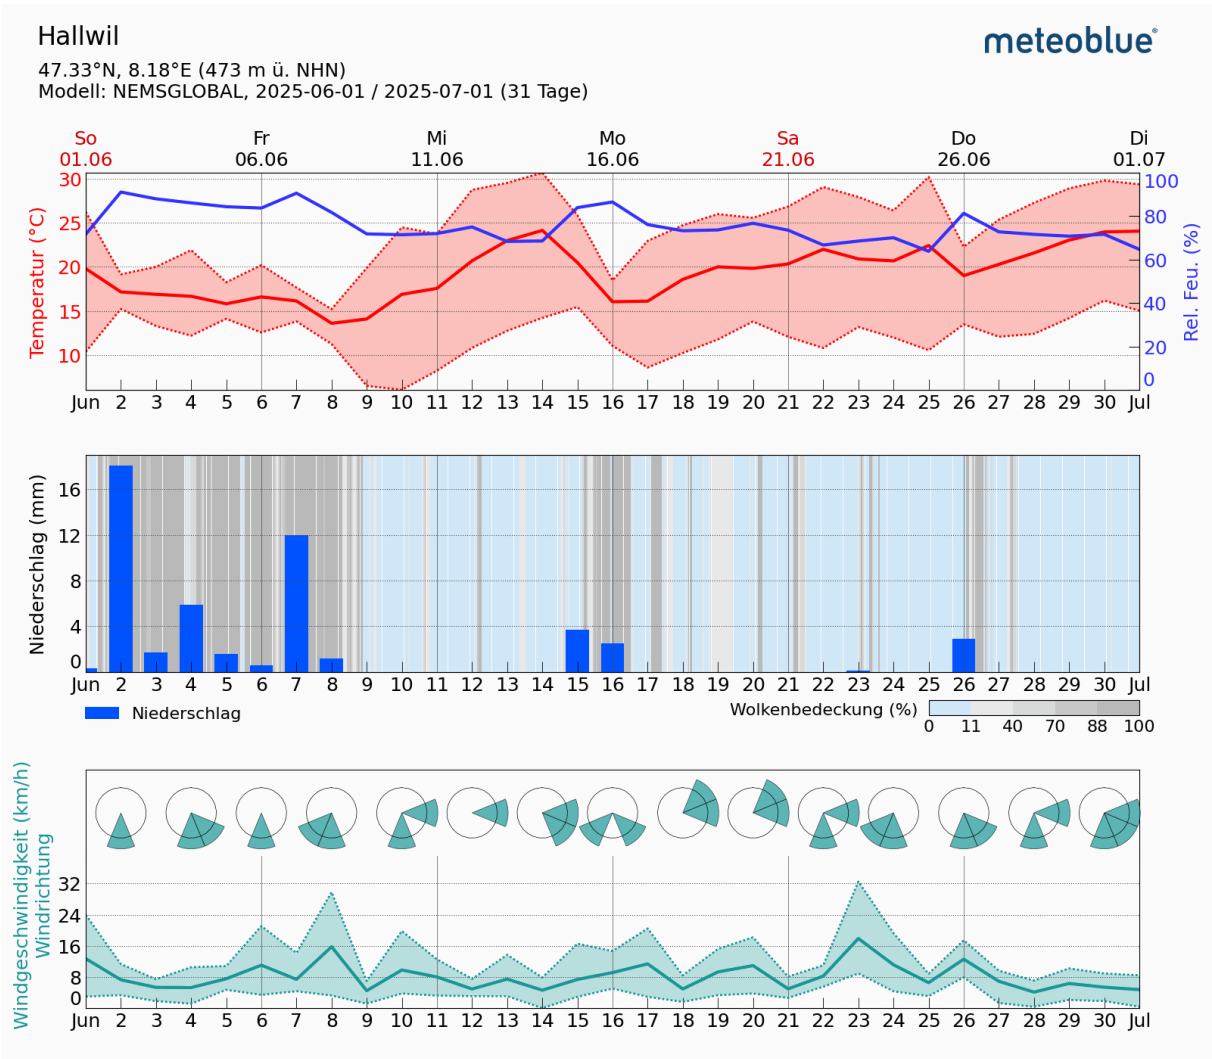 Hallwil
meteoblue®
47.33°N, 8.18°E (473 m ü. NHN)
Modell: NEMSGLOBAL, 2025-06-01 / 2025-07-01 (31 Tage)
So Fr Mi Mo Sa Do Di
01.06 06.06 11.06 16.06 21.06 26.06 01.07
Temperatur (°C)
30
25
20
15
10
100
80
60
40
20
0
Rel. Feu. (%)
Jun 2 3 4 5 6 7 8 9 10 11 12 13 14 15 16 17 18 19 20 21 22 23 24 25 26 27 28 29 30 Jul
Niederschlag (mm)
16
12
8
4
0
Jun 2 3 4 5 6 7 8 9 10 11 12 13 14 15 16 17 18 19 20 21 22 23 24 25 26 27 28 29 30 Jul
Niederschlag
Wolkenbedeckung (%)
0 11 40 70 88 100
Windgeschwindigkeit (km/h)
Windrichtung
32
24
16
8
0
Jun 2 3 4 5 6 7 8 9 10 11 12 13 14 15 16 17 18 19 20 21 22 23 24 25 26 27 28 29 30 Jul